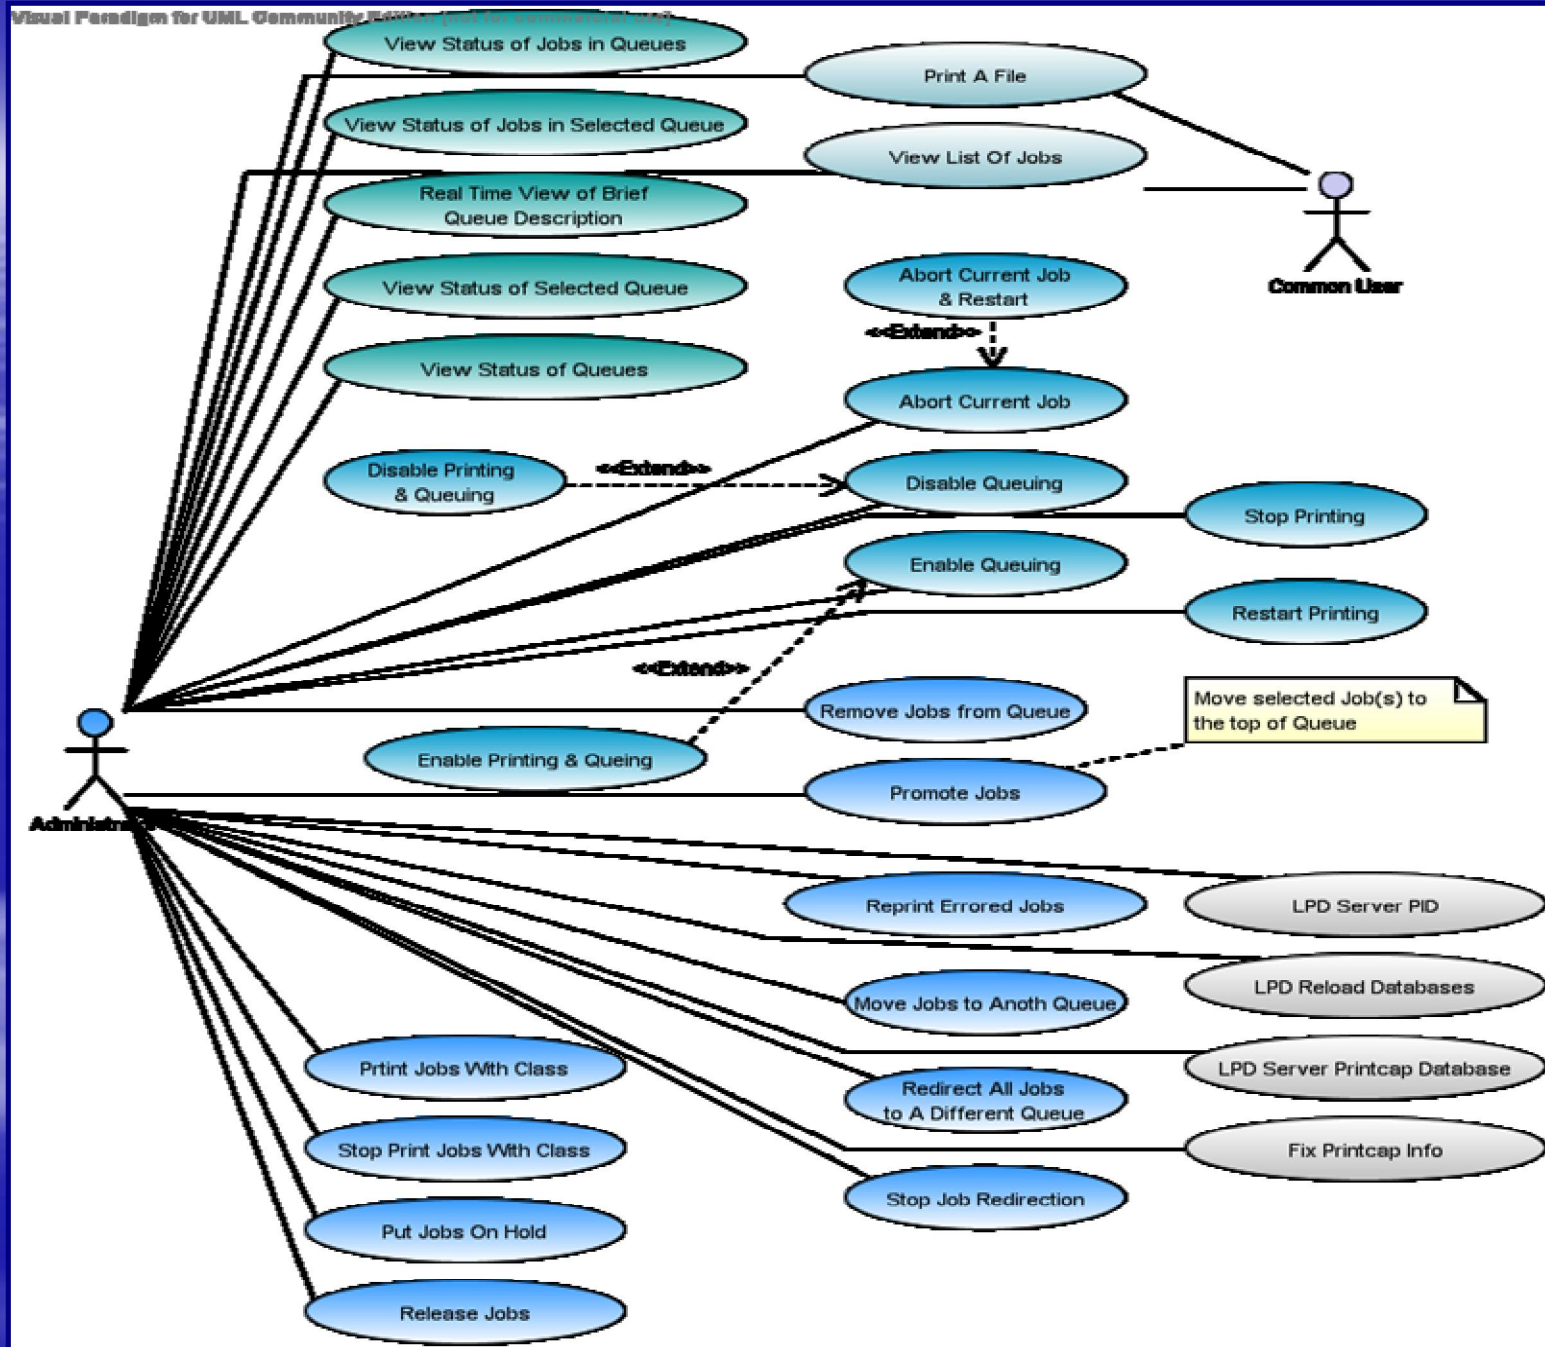 Visual Paradigm for UML Community Edition [not for commercial use]
View Status of Jobs in Queues
Print A File
View Status of Jobs in Selected Queue
View List Of Jobs
Real Time View of Brief
Queue Description
Common User
View Status of Selected Queue
Abort Current Job
& Restart
<<Extend>>
View Status of Queues
Abort Current Job
Disable Printing
& Queuing
<<Extend>>
Disable Queuing
Stop Printing
Enable Queuing
Restart Printing
<<Extend>>
Move selected Job(s) to
the top of Queue
Remove Jobs from Queue
Enable Printing & Queing
Promote Jobs
Administrator
Reprint Errored Jobs
LPD Server PID
LPD Reload Databases
Move Jobs to Anoth Queue
Prtint Jobs With Class
LPD Server Printcap Database
Redirect All Jobs
to A Different Queue
Stop Print Jobs With Class
Fix Printcap Info
Stop Job Redirection
Put Jobs On Hold
Release Jobs